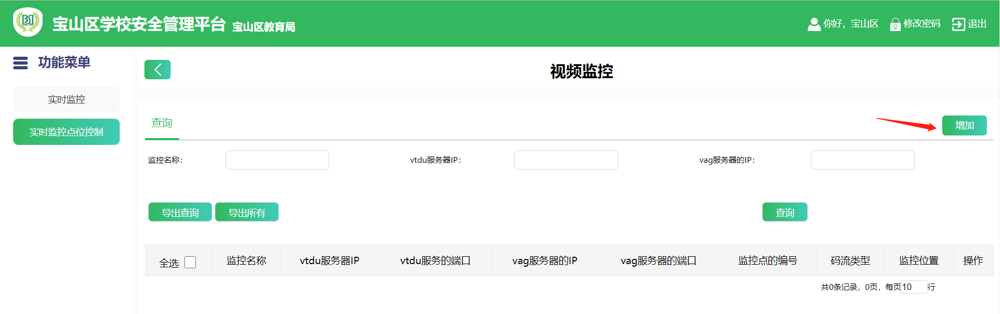 宝山区学校安全管理平台 宝山区教育局
你好，宝山区 修改密码 退出
功能菜单
实时监控
实时监控点位控制
视频监控
查询 增加
监控名称： vtdu服务器IP： vag服务器的IP：
导出查询 导出所有 查询
全选 监控名称 vtdu服务器IP vtdu服务的端口 vag服务器的IP vag服务器的端口 监控点的编号 码流类型 监控位置 操作
共0条记录，0页，每页10行